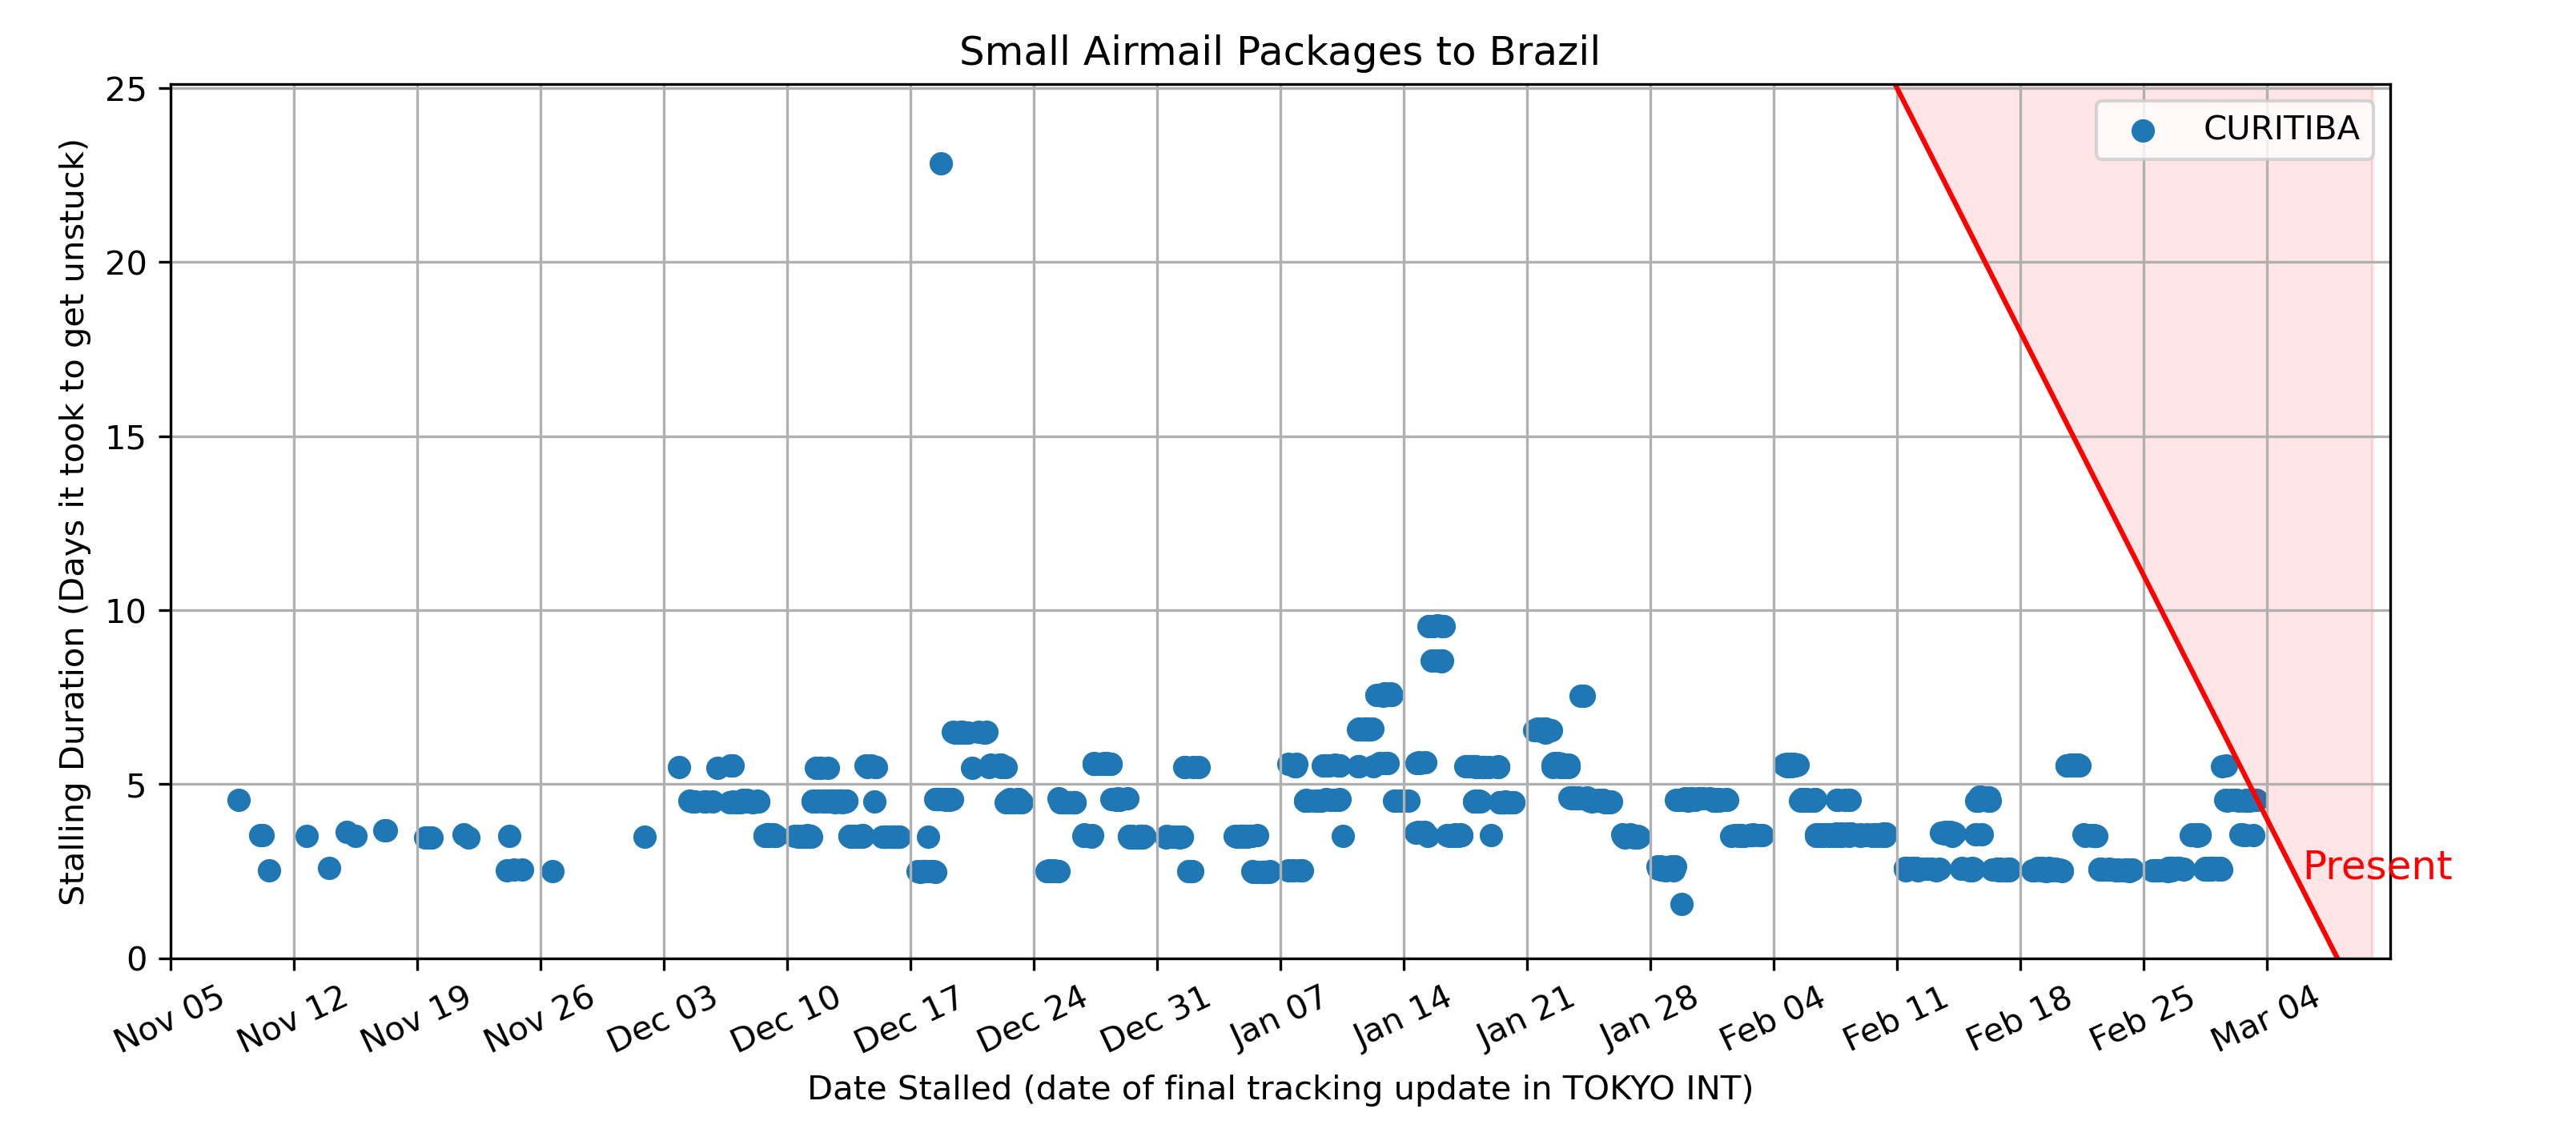 Small Airmail Packages to Brazil
Stalling Duration (Days it took to get unstuck)
25
20
15
10
5
0
CURITIBA
Present
Nov 05
Nov 12
Nov 19
Nov 26
Dec 03
Dec 10
Dec 17
Dec 24
Dec 31
Jan 07
Jan 14
Jan 21
Jan 28
Feb 04
Feb 11
Feb 18
Feb 25
Mar 04
Date Stalled (date of final tracking update in TOKYO INT)